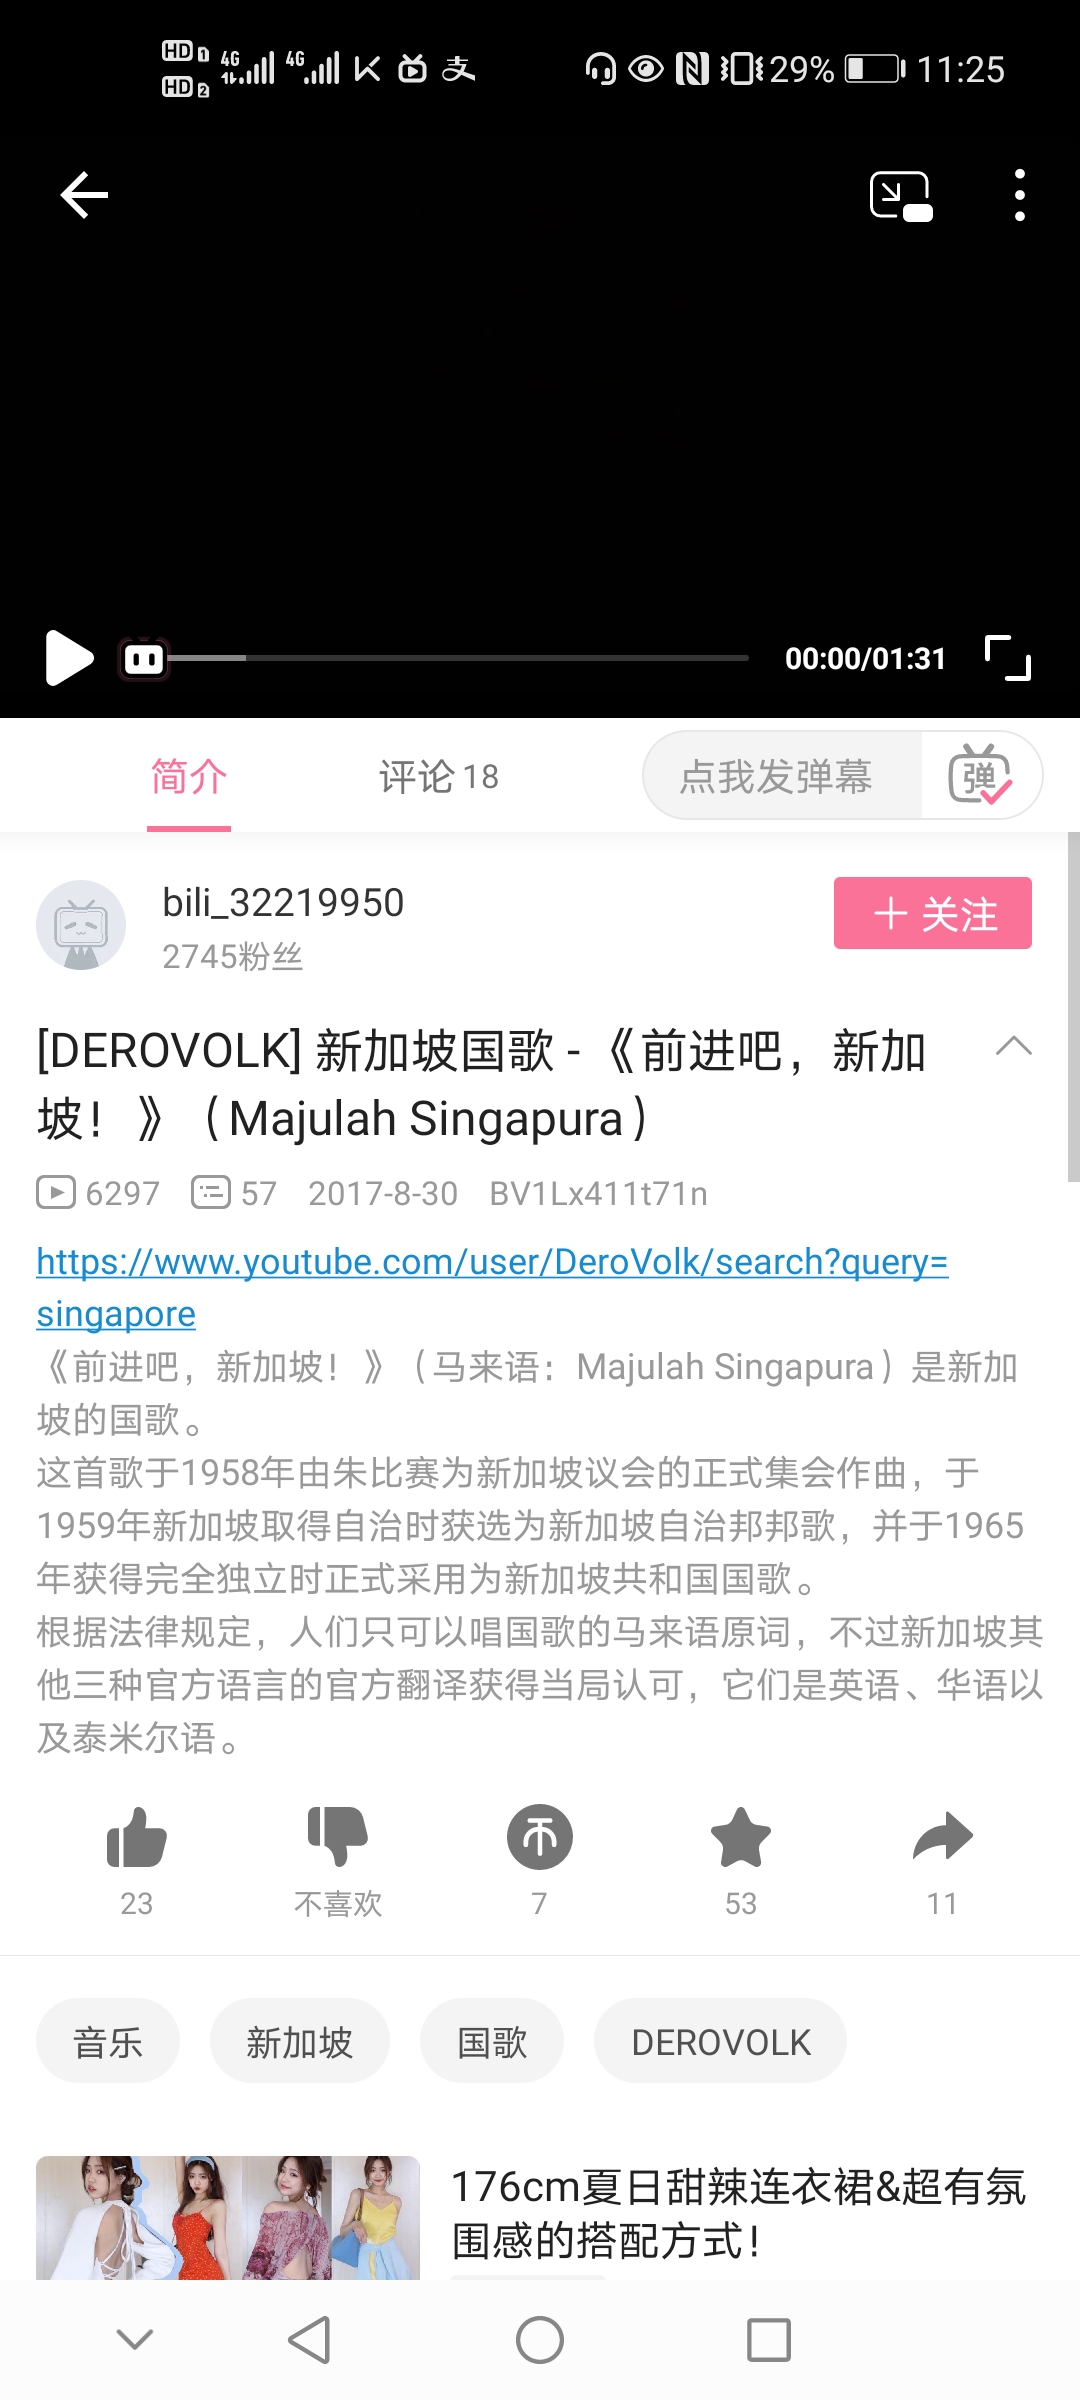 HD 1 4G 4G 29% 11:25
HD 2
00:00/01:31
简介 评论 18 点我发弹幕 弹
bili_32219950
2745粉丝
+ 关注
[DEROVOLK] 新加坡国歌 -《前进吧，新加
坡！》（Majulah Singapura）
6297 57 2017-8-30 BV1Lx411t71n
https://www.youtube.com/user/DeroVolk/search?query=
singapore
《前进吧，新加坡！》（马来语：Majulah Singapura）是新加
坡的国歌。
这首歌于1958年由朱比赛为新加坡议会的正式集会作曲，于
1959年新加坡取得自治时获选为新加坡自治邦邦歌，并于1965
年获得完全独立时正式采用为新加坡共和国国歌。
根据法律规定，人们只可以唱国歌的马来语原词，不过新加坡其
他三种官方语言的官方翻译获得当局认可，它们是英语、华语以
及泰米尔语。
23 不喜欢 7 53 11
音乐 新加坡 国歌 DEROVOLK
176cm夏日甜辣连衣裙&超有氛
围感的搭配方式！